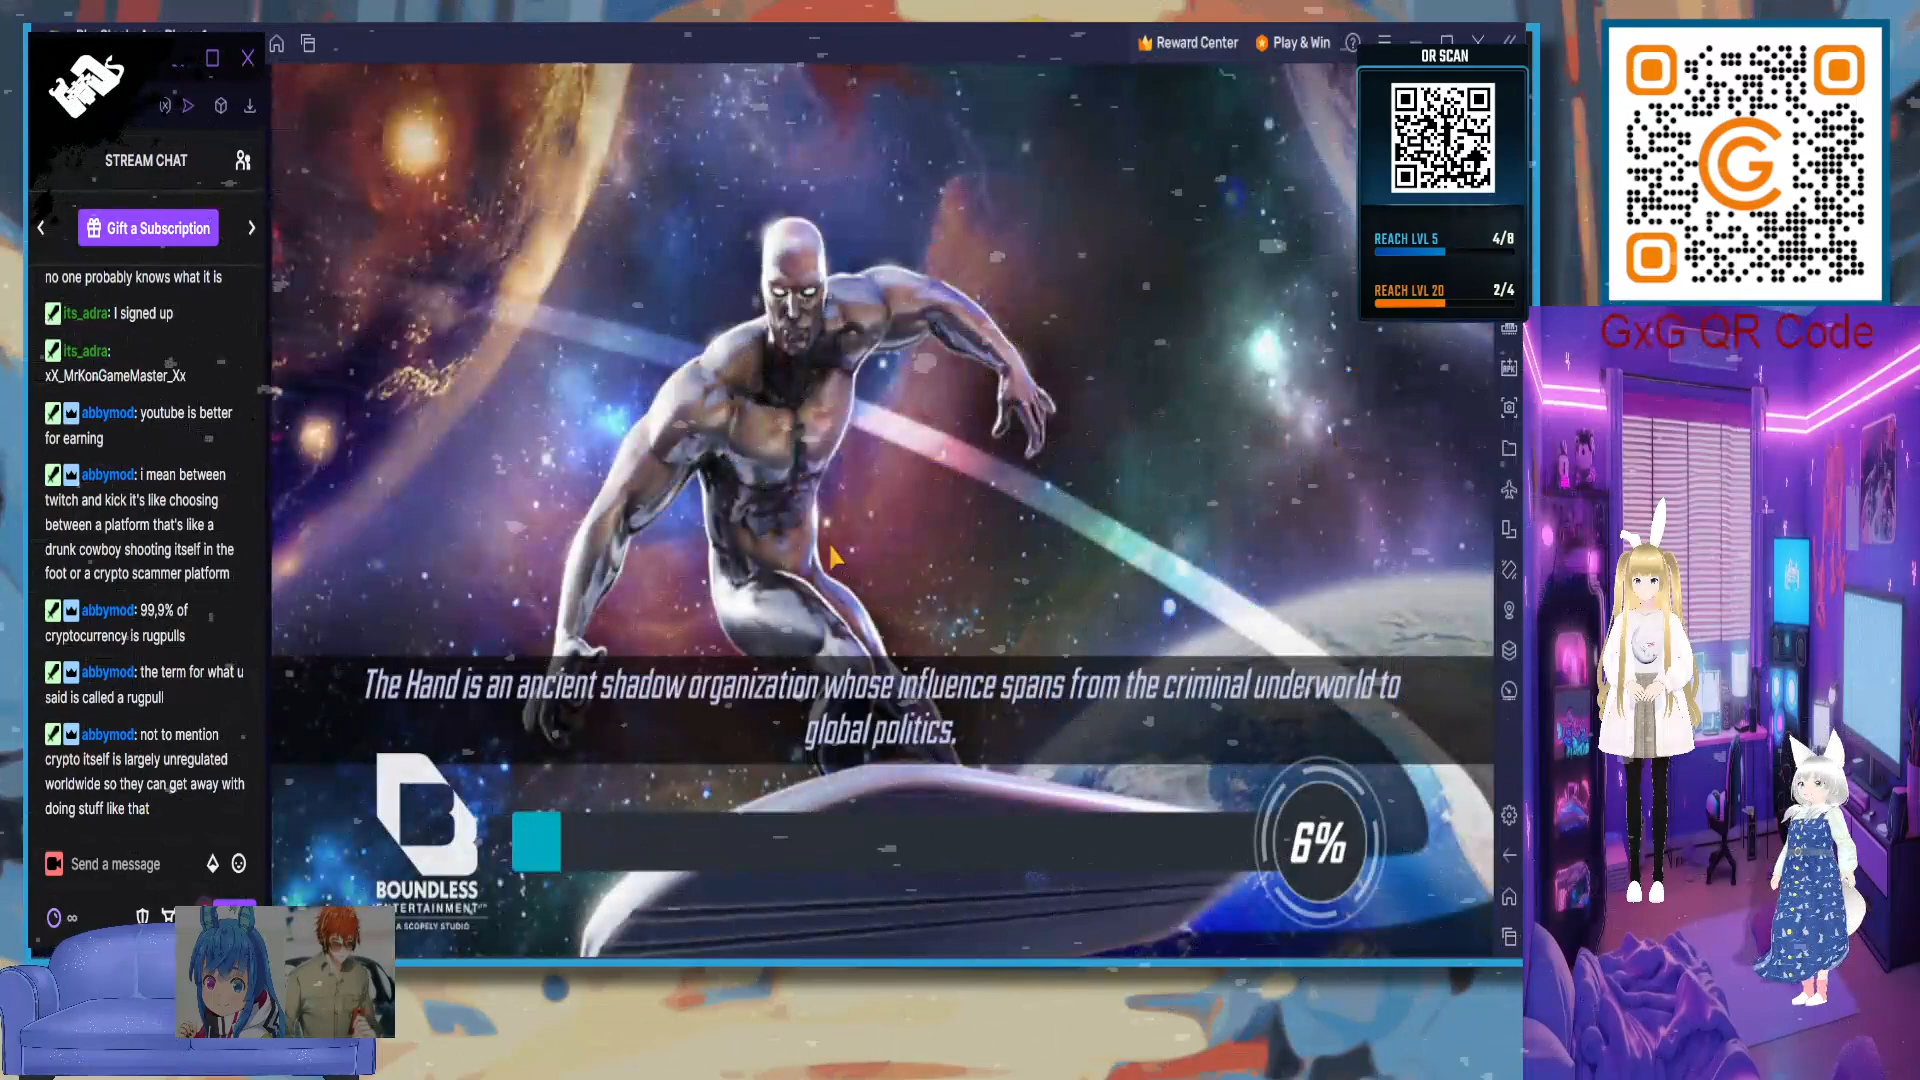 Reward Center
Play & Win
STREAM CHAT
Gift a Subscription
no one probably knows what it is
its_adra: I signed up
its_adra:
xX_MrKonGameMaster_Xx
abbymod: youtube is better
for earning
abbymod: i mean between
twitch and kick it's like choosing
between a platform that's like a
drunk cowboy shooting itself in the
foot or a crypto scammer platform
abbymod: 99,9% of
cryptocurrency is rugpulls
abbymod: the term for what u
said is called a rugpull
abbymod: not to mention
crypto itself is largely unregulated
worldwide so they can get away with
doing stuff like that
Send a message
The Hand is an ancient shadow organization whose influence spans from the criminal underworld to
global politics.
BOUNDLESS
ENTERTAINMENT
A SCOPELY STUDIO
6%
OR SCAN
REACH LVL 5 4/8
REACH LVL 20 2/4
GxG QR Code